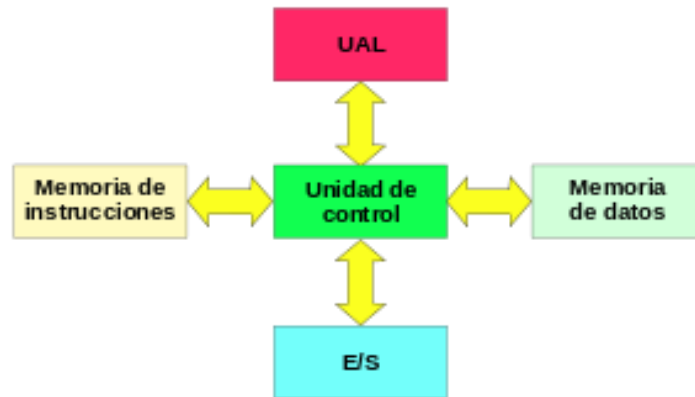 UAL
Memoria de
instrucciones
Unidad de
control
Memoria
de datos
E/S